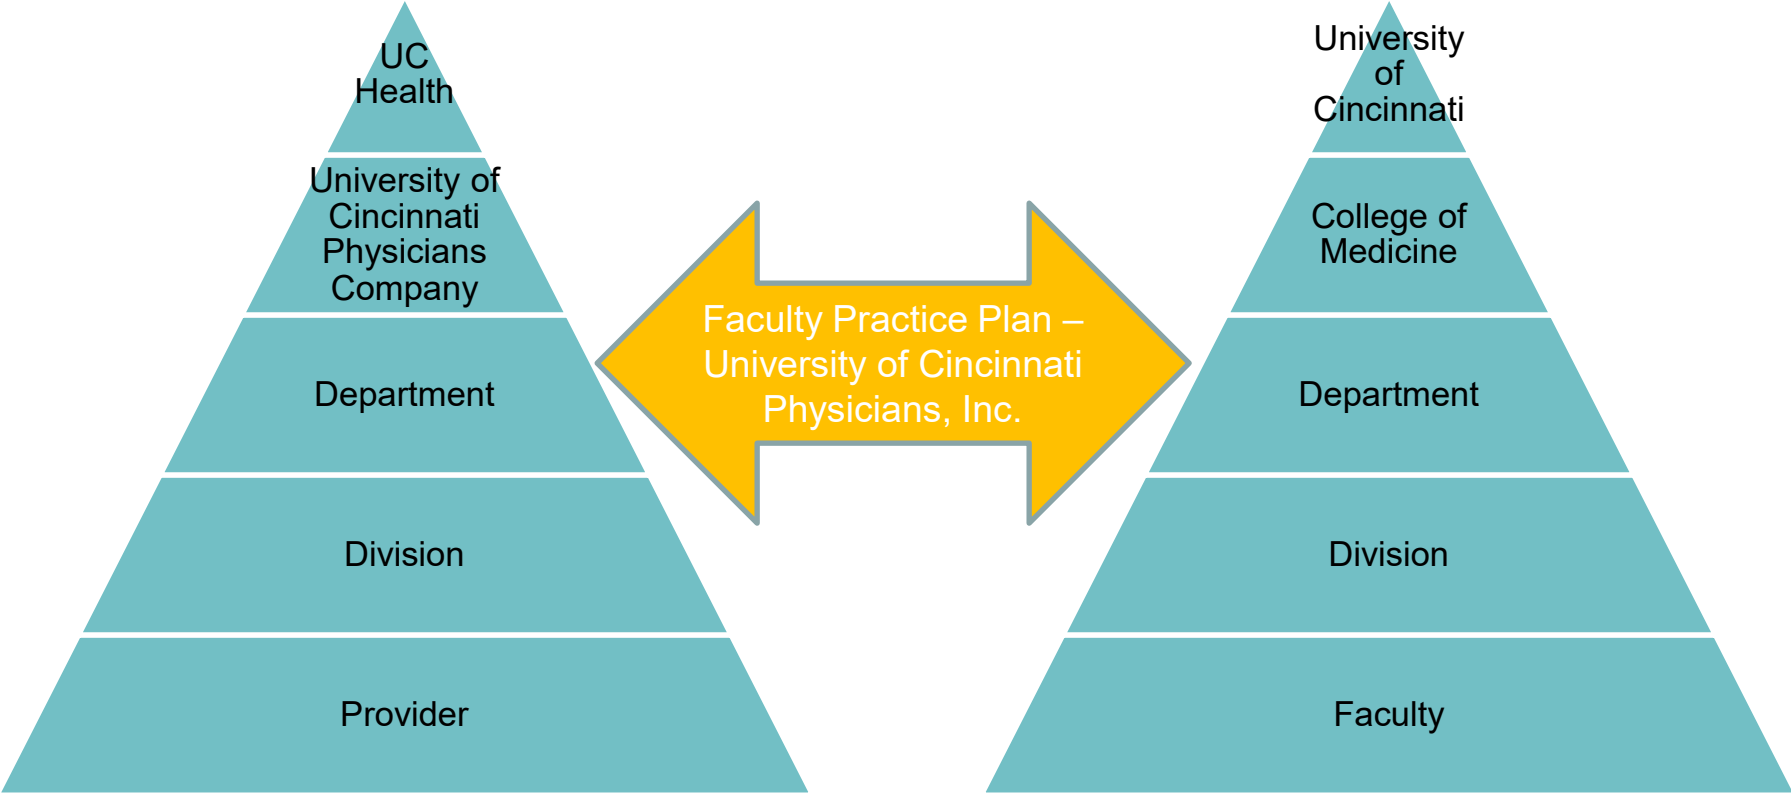 UC
Health
University of
Cincinnati
Physicians
Company
Department
Division
Provider
Faculty Practice Plan –
University of Cincinnati
Physicians, Inc.
University
of
Cincinnati
College of
Medicine
Department
Division
Faculty